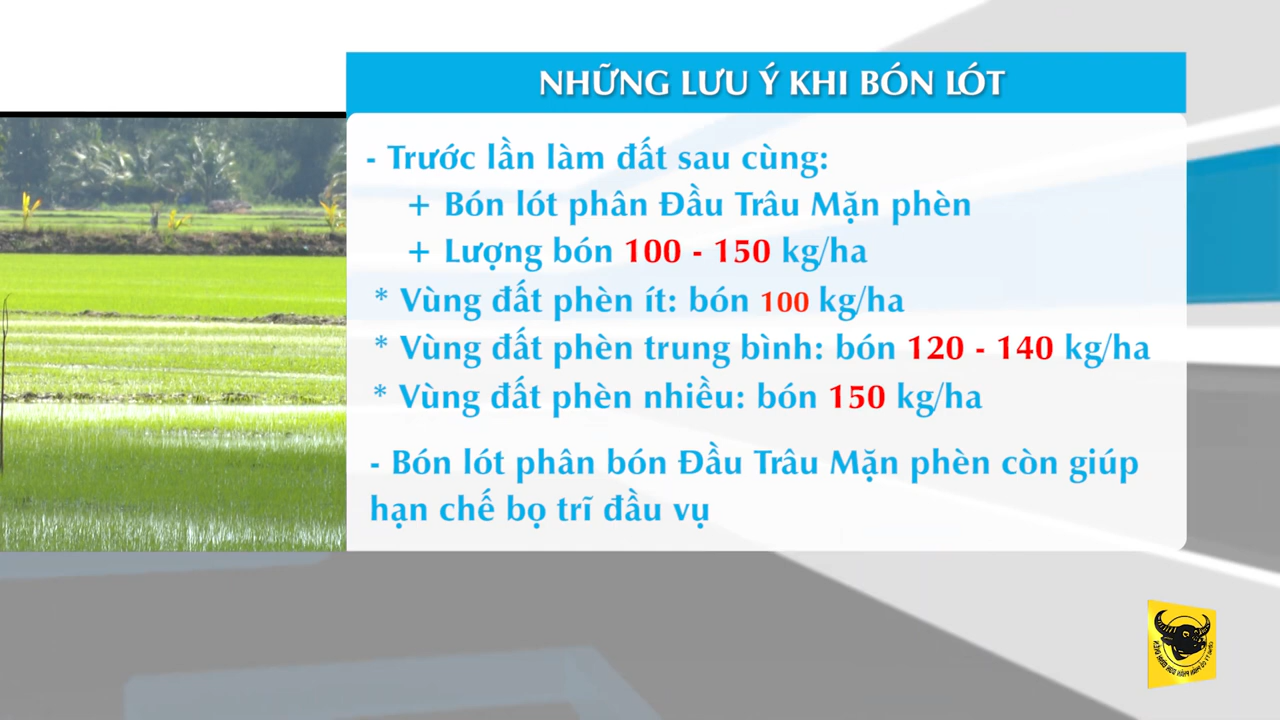 NHỮNG LƯU Ý KHI BÓN LÓT
- Trước lần làm đất sau cùng:
+ Bón lót phân Đầu Trâu Mặn phèn
+ Lượng bón 100 - 150 kg/ha
* Vùng đất phèn ít: bón 100 kg/ha
* Vùng đất phèn trung bình: bón 120 - 140 kg/ha
* Vùng đất phèn nhiều: bón 150 kg/ha
- Bón lót phân bón Đầu Trâu Mặn phèn còn giúp
hạn chế bọ trĩ đầu vụ